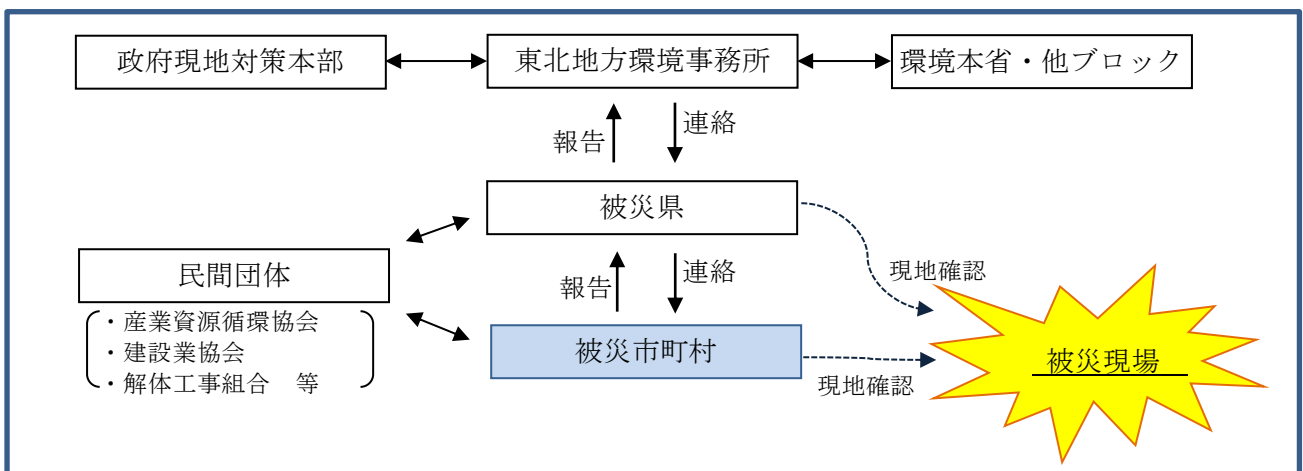 政府現地対策本部
東北地方環境事務所
環境本省・他ブロック
報告
連絡
被災県
民間団体
・産業資源循環協会
・建設業協会
・解体工事組合　等
報告
連絡
被災市町村
現地確認
現地確認
被災現場